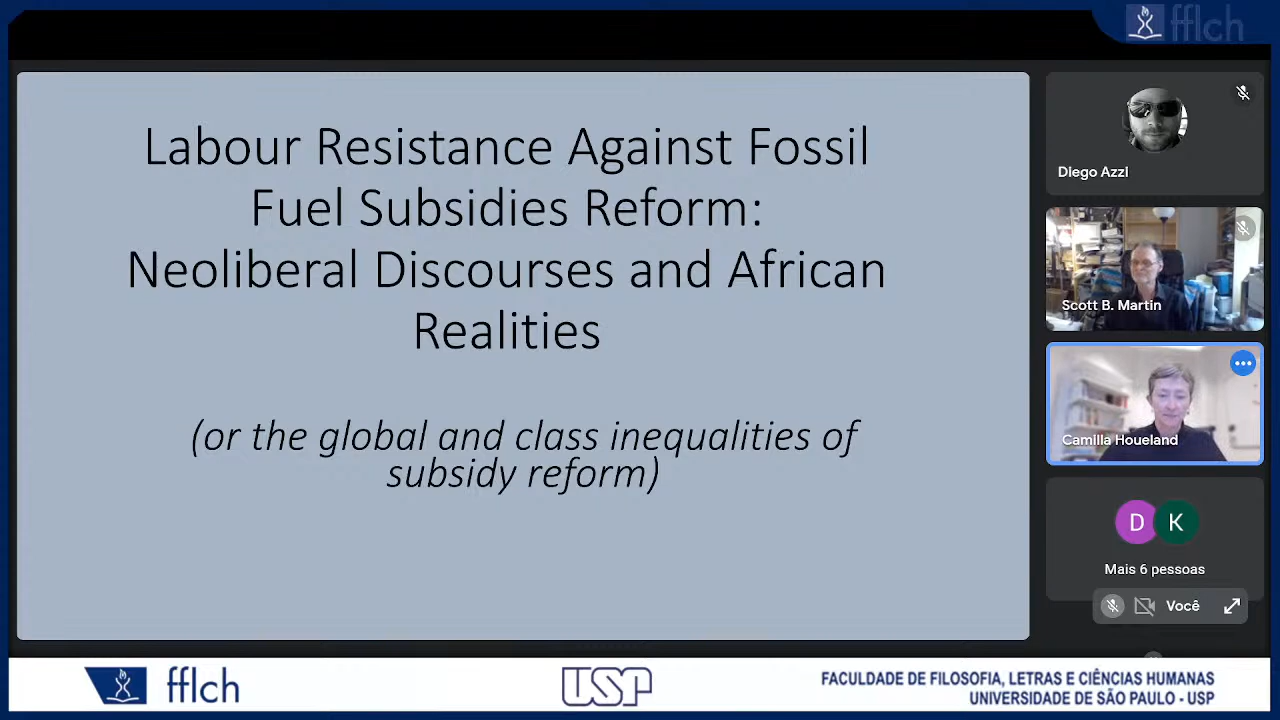 fflch
Labour Resistance Against Fossil
Fuel Subsidies Reform:
Neoliberal Discourses and African
Realities
(or the global and class inequalities of
subsidy reform)
Diego Azzi
Scott B. Martin
Camilla Houeland
D K
Mais 6 pessoas
Você
fflch
USP
FACULDADE DE FILOSOFIA, LETRAS E CIÊNCIAS HUMANAS
UNIVERSIDADE DE SÃO PAULO - USP